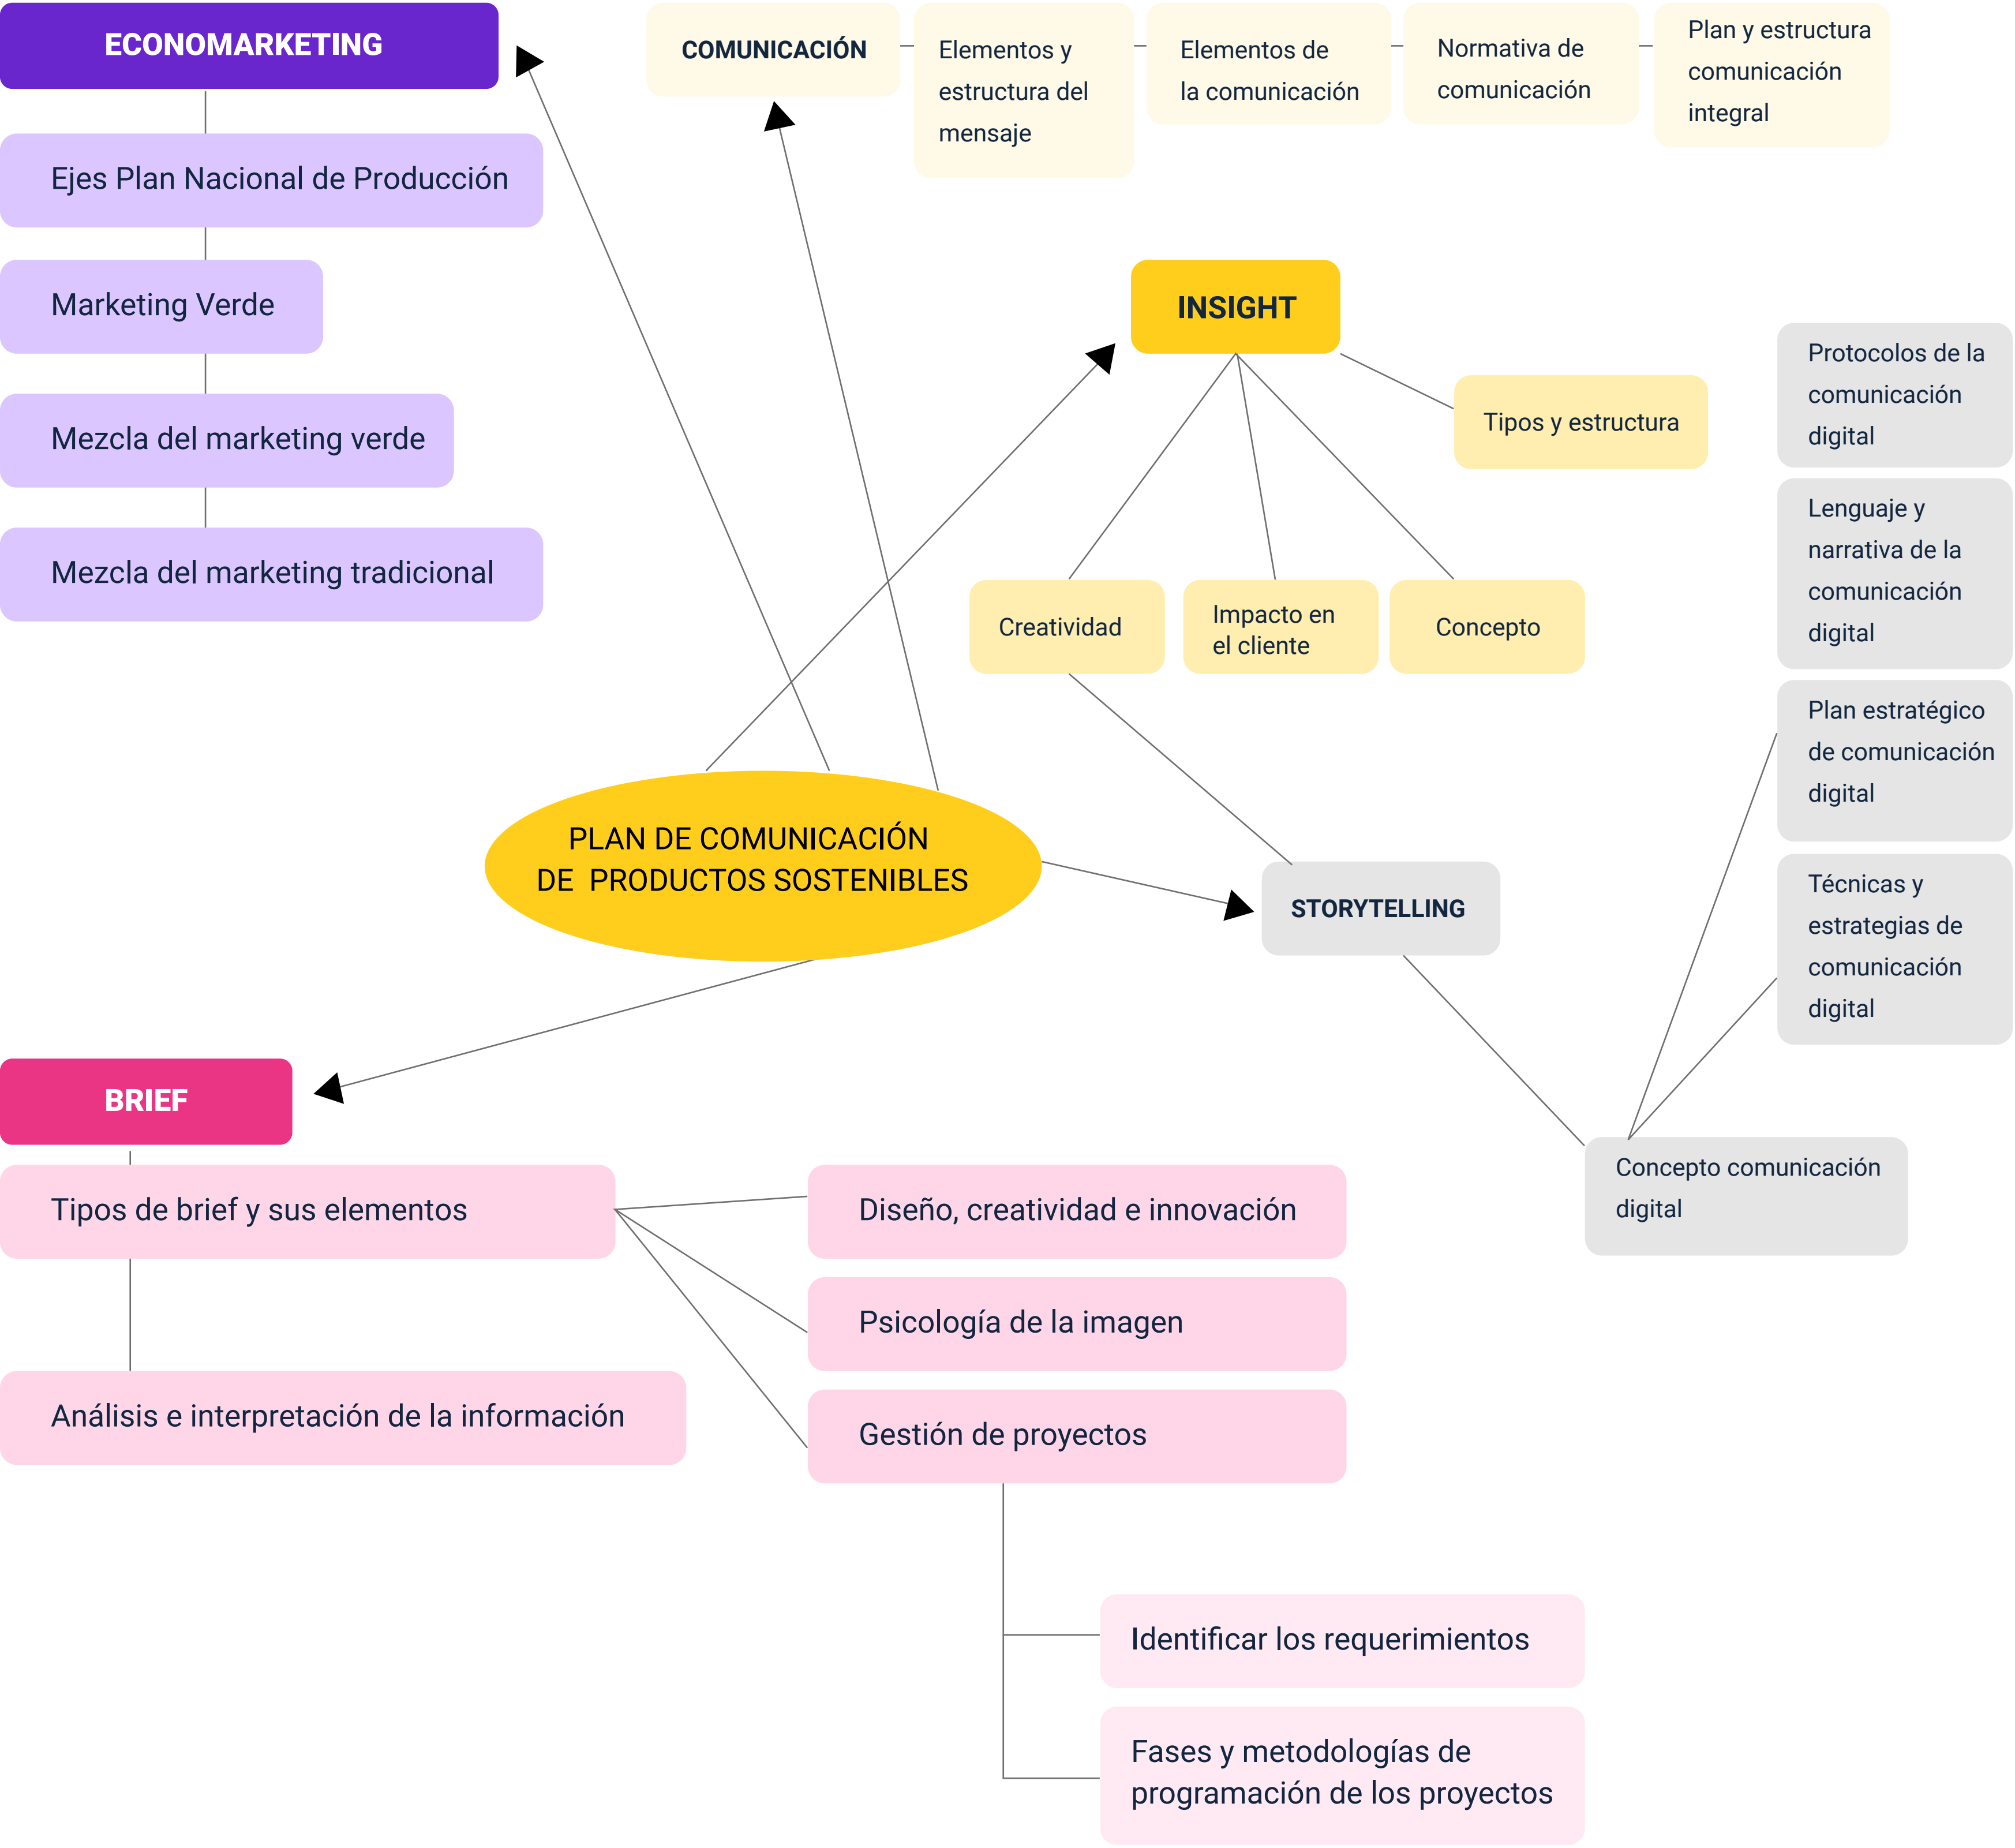 ECONOMARKETING
Ejes Plan Nacional de Producción
Marketing Verde
Mezcla del marketing verde
Mezcla del marketing tradicional
COMUNICACIÓN
Elementos y
estructura del
mensaje
Elementos de
la comunicación
Normativa de
comunicación
Plan y estructura
comunicación
integral
INSIGHT
Tipos y estructura
Creatividad
Impacto en
el cliente
Concepto
Protocolos de la
comunicación
digital
Lenguaje y
narrativa de la
comunicación
digital
Plan estratégico
de comunicación
digital
Técnicas y
estrategias de
comunicación
digital
PLAN DE COMUNICACIÓN
DE PRODUCTOS SOSTENIBLES
STORYTELLING
Concepto comunicación
digital
BRIEF
Tipos de brief y sus elementos
Análisis e interpretación de la información
Diseño, creatividad e innovación
Psicología de la imagen
Gestión de proyectos
Identificar los requerimientos
Fases y metodologías de
programación de los proyectos